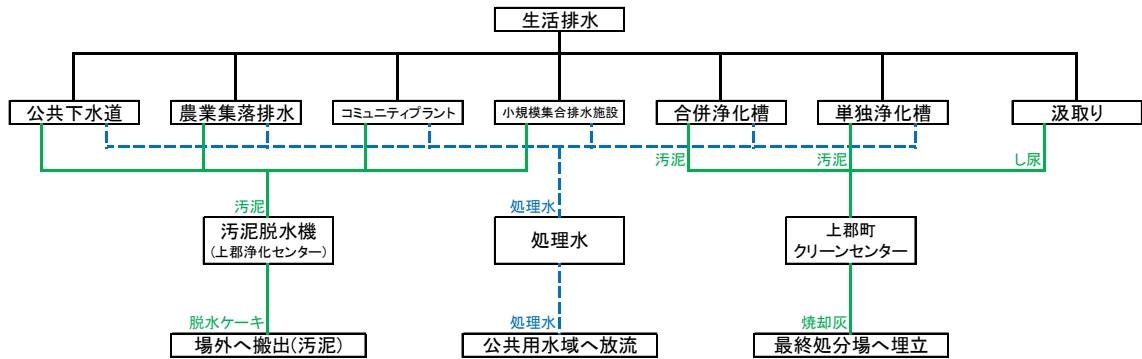 生活排水
公共下水道
農業集落排水
コミュニティプラント
小規模集合排水施設
合併浄化槽
単独浄化槽
汲取り
汚泥
汚泥
し尿
汚泥
処理水
汚泥脱水機
(上郡浄化センター)
処理水
上郡町
クリーンセンター
脱水ケーキ
処理水
焼却灰
場外へ搬出(汚泥)
公共用水域へ放流
最終処分場へ埋立